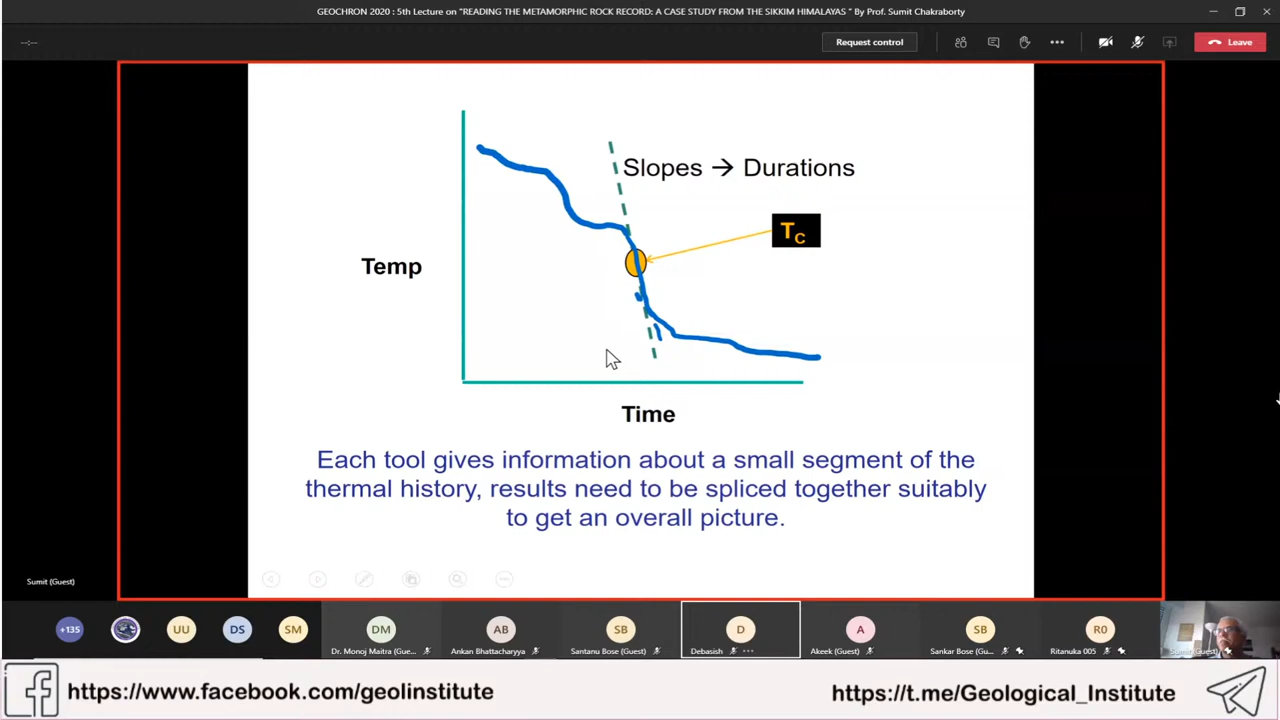 GEOCHRON 2020 : 5th Lecture on "READING THE METAMORPHIC ROCK RECORD: A CASE STUDY FROM THE SIKKIM HIMALAYAS " By Prof. Sumit Chakraborty
--:--
Request control
Leave
Slopes → Durations
TC
Temp
Time
Each tool gives information about a small segment of the
thermal history, results need to be spliced together suitably
to get an overall picture.
Sumit (Guest)
+135
UU
DS
SM
DM
AB
SB
D
A
SB
R0
Dr. Monoj Maitra (Gue...
Ankan Bhattacharyya
Santanu Bose (Guest)
Debasish
Akeek (Guest)
Sankar Bose (Gu...
Ritanuka 005
Sumit (Guest)
https://www.facebook.com/geolinstitute
https://t.me/Geological_Institute